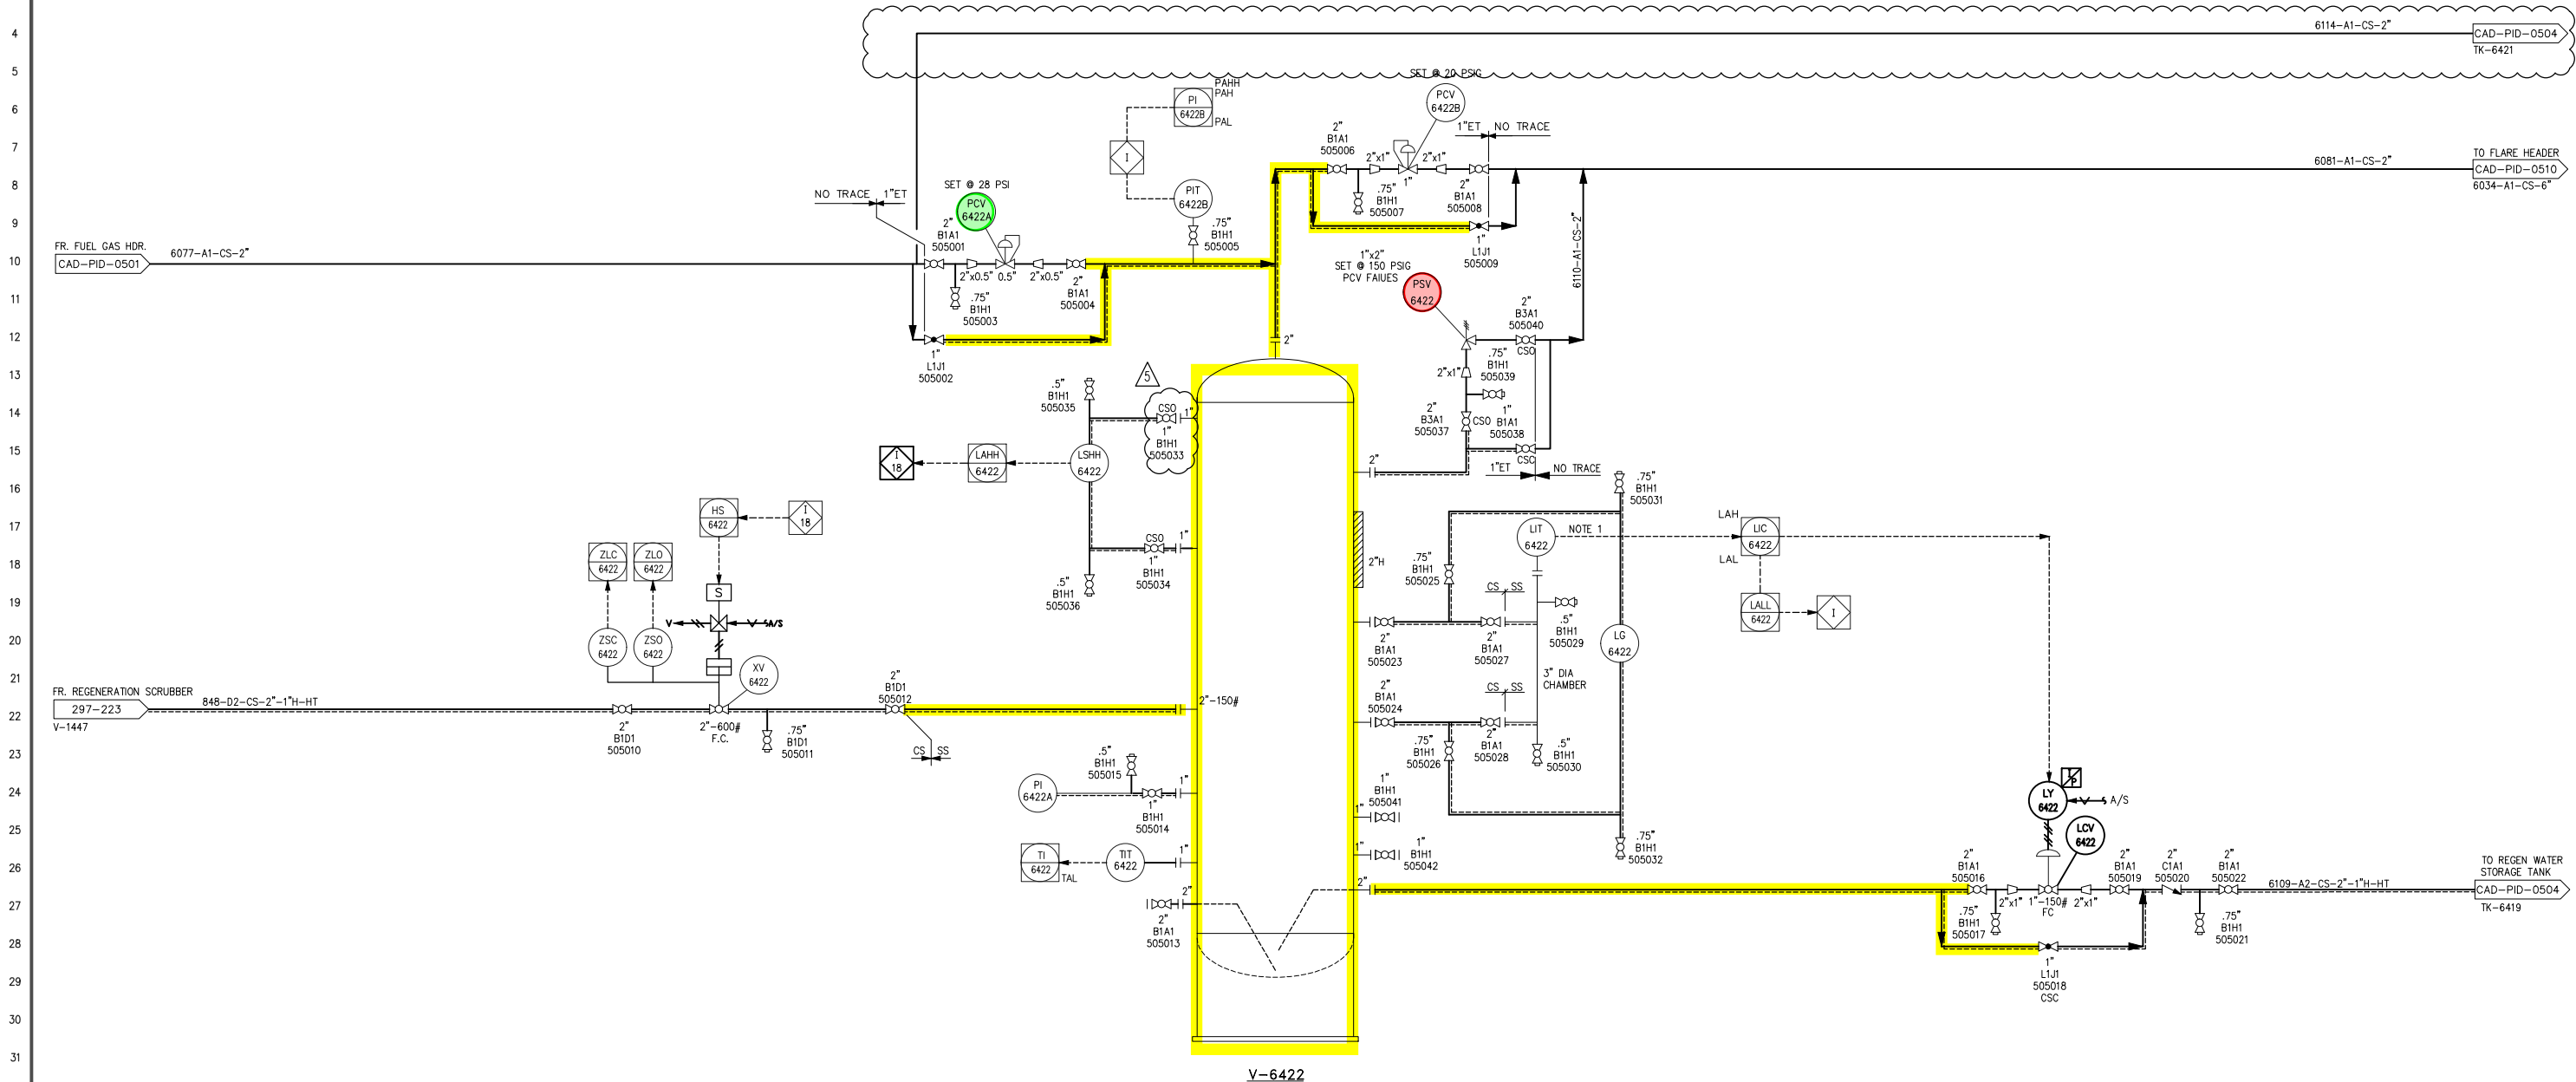 4
5
6
7
8
9
10
11
12
13
14
15
16
17
18
19
20
21
22
23
24
25
26
27
28
29
30
31
6114-A1-CS-2"
CAD-PID-0504
TK-6421
SET @ 20 PSIG
PCV
6422B
PI
6422B
PAHH
PAH
PAL
I
PIT
6422B
.75"
B1H1
505005
2"
B1A1
505006
2"x1"
1"
2"x1"
.75"
B1H1
505007
2"
B1A1
505008
1"ET
NO TRACE
1"
L1J1
505009
6081-A1-CS-2"
TO FLARE HEADER
CAD-PID-0510
6034-A1-CS-6"
6110-A1-CS-2"
NO TRACE
1"ET
SET @ 28 PSI
PCV
6422A
2"
B1A1
505001
2"x0.5"
0.5"
2"x0.5"
.75"
B1H1
505003
2"
B1A1
505004
1"
L1J1
505002
FR. FUEL GAS HDR.
CAD-PID-0501
6077-A1-CS-2"
1"x2"
SET @ 150 PSIG
PCV FAIUES
PSV
6422
2"
B3A1
505040
CSO
.75"
B1H1
505039
2"x1"
2"
B3A1
505037
CSO
1"
B1A1
505038
CSC
1"ET
NO TRACE
2"
2"
5
.5"
B1H1
505035
CSO
1"
1"
B1H1
505033
I
18
LAHH
6422
LSHH
6422
CSO
1"
1"
B1H1
505034
.5"
B1H1
505036
HS
6422
I
18
ZLC
6422
ZLO
6422
S
V
A/S
ZSC
6422
ZSO
6422
XV
6422
FR. REGENERATION SCRUBBER
297-223
V-1447
848-D2-CS-2"-1"H-HT
2"
B1D1
505010
2"-600#
F.C.
.75"
B1D1
505011
2"
B1D1
505012
CS
SS
2"-150#
.5"
B1H1
505015
PI
6422A
1"
1"
B1H1
505014
TI
6422
TAL
TIT
6422
1"
2"
2"
B1A1
505013
2"H
.75"
B1H1
505031
LIT
6422
NOTE 1
LAH
LIC
6422
LAL
LALL
6422
I
.75"
B1H1
505025
CS
SS
2"
B1A1
505023
2"
B1A1
505027
.5"
B1H1
505029
LG
6422
3" DIA
CHAMBER
2"
B1A1
505024
CS
SS
.75"
B1H1
505026
2"
B1A1
505028
.5"
B1H1
505030
1"
B1H1
505041
1"
1"
1"
B1H1
505042
.75"
B1H1
505032
2"
I
P
LY
6422
A/S
LCV
6422
2"
B1A1
505016
.75"
B1H1
505017
2"x1"
1"-150#
FC
2"x1"
2"
B1A1
505019
2"
C1A1
505020
2"
B1A1
505022
.75"
B1H1
505021
1"
L1J1
505018
CSC
6109-A2-CS-2"-1"H-HT
TO REGEN WATER
STORAGE TANK
CAD-PID-0504
TK-6419
V-6422